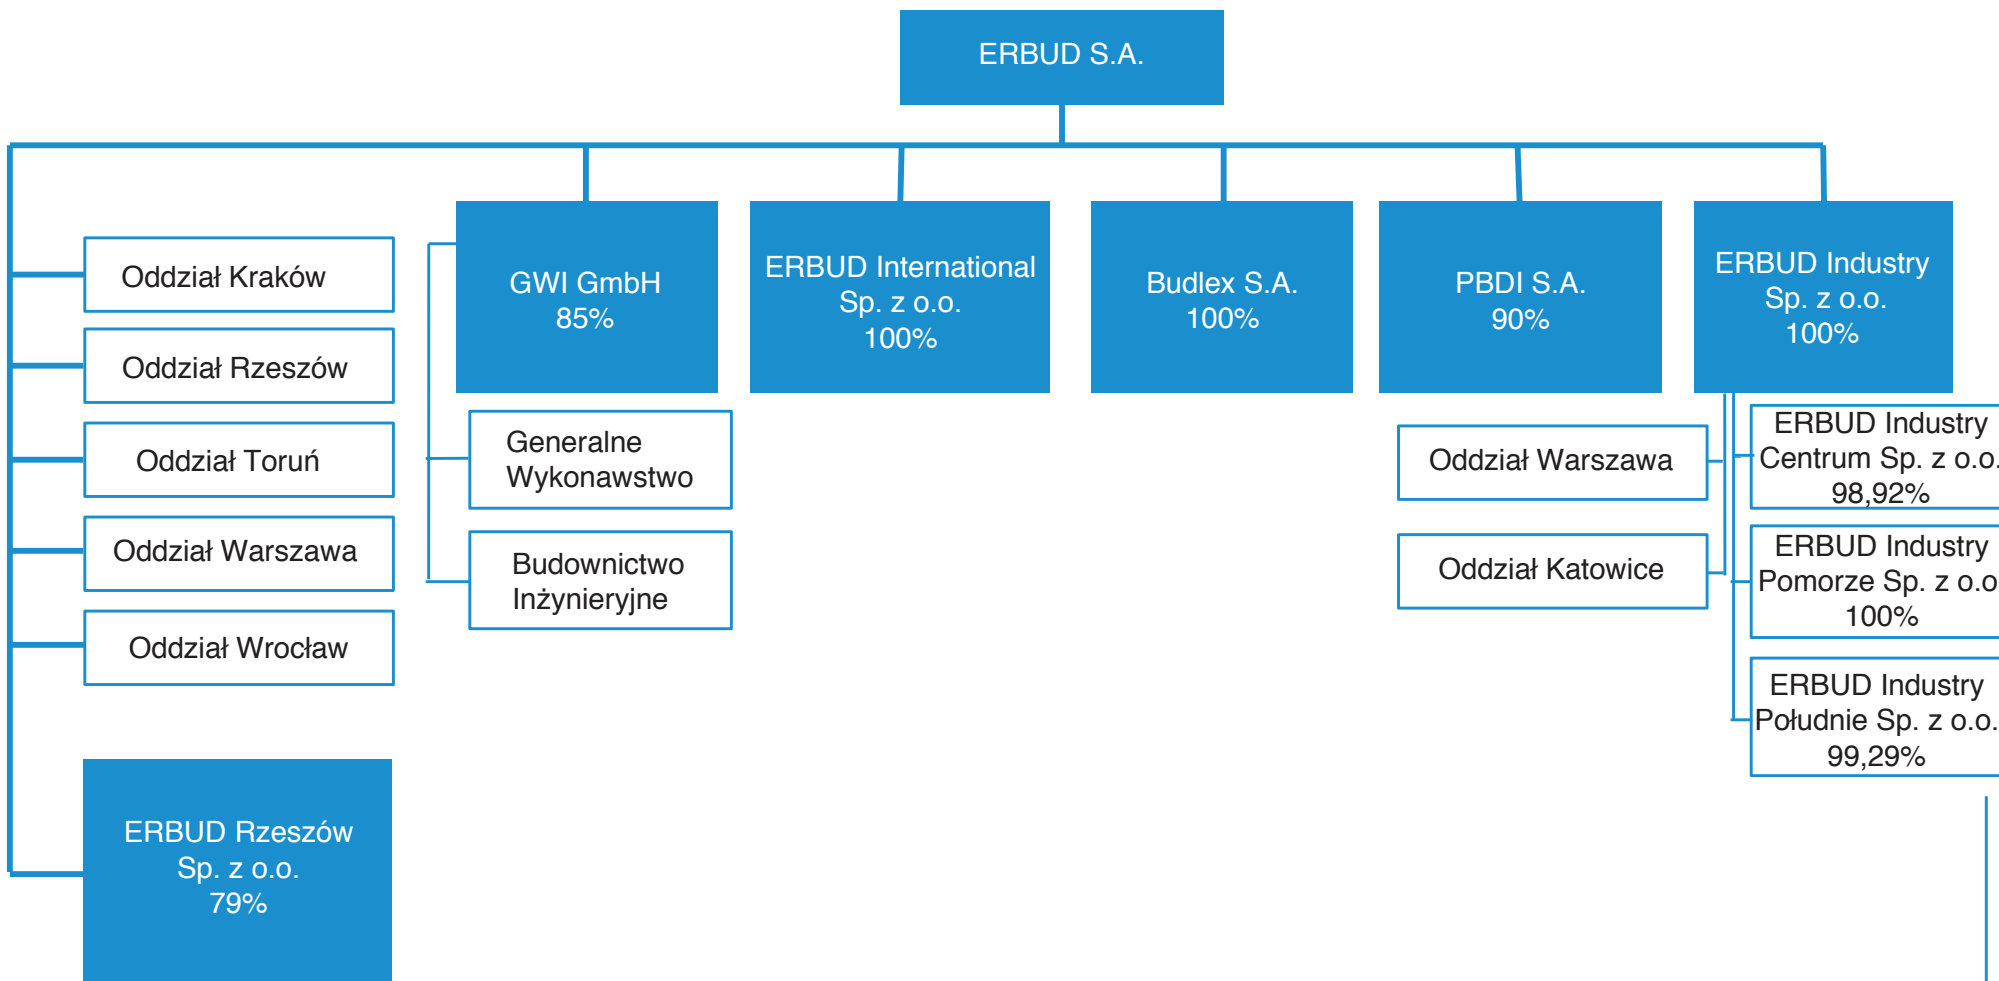 ERBUD S.A.
Oddział Kraków
Oddział Rzeszów
Oddział Toruń
Oddział Warszawa
Oddział Wrocław
ERBUD Rzeszów
Sp. z o.o.
79%
GWI GmbH
85%
Generalne
Wykonawstwo
Budownictwo
Inżynieryjne
ERBUD International
Sp. z o.o.
100%
Budlex S.A.
100%
PBDI S.A.
90%
ERBUD Industry
Sp. z o.o.
100%
Oddział Warszawa
Oddział Katowice
ERBUD Industry
Centrum Sp. z o.o.
98,92%
ERBUD Industry
Pomorze Sp. z o.o
100%
ERBUD Industry
Południe Sp. z o.o.
99,29%